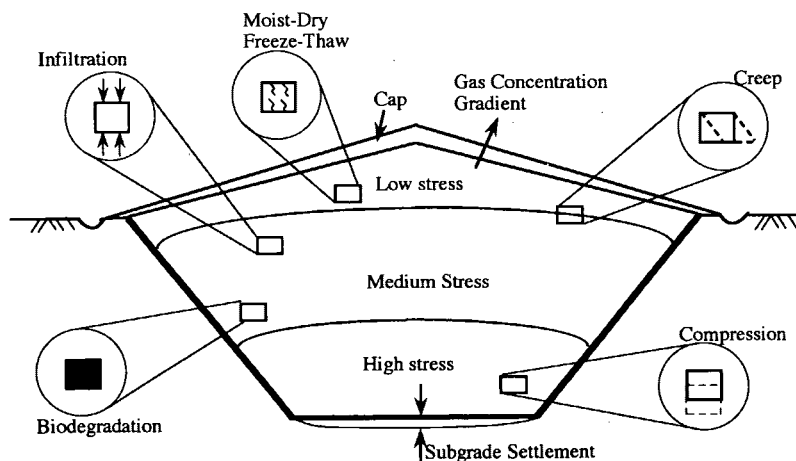 Moist-Dry
Freeze-Thaw
Infiltration
Gas Concentration
Gradient
Creep
Cap
Low stress
Medium Stress
Compression
High stress
Biodegradation
Subgrade Settlement